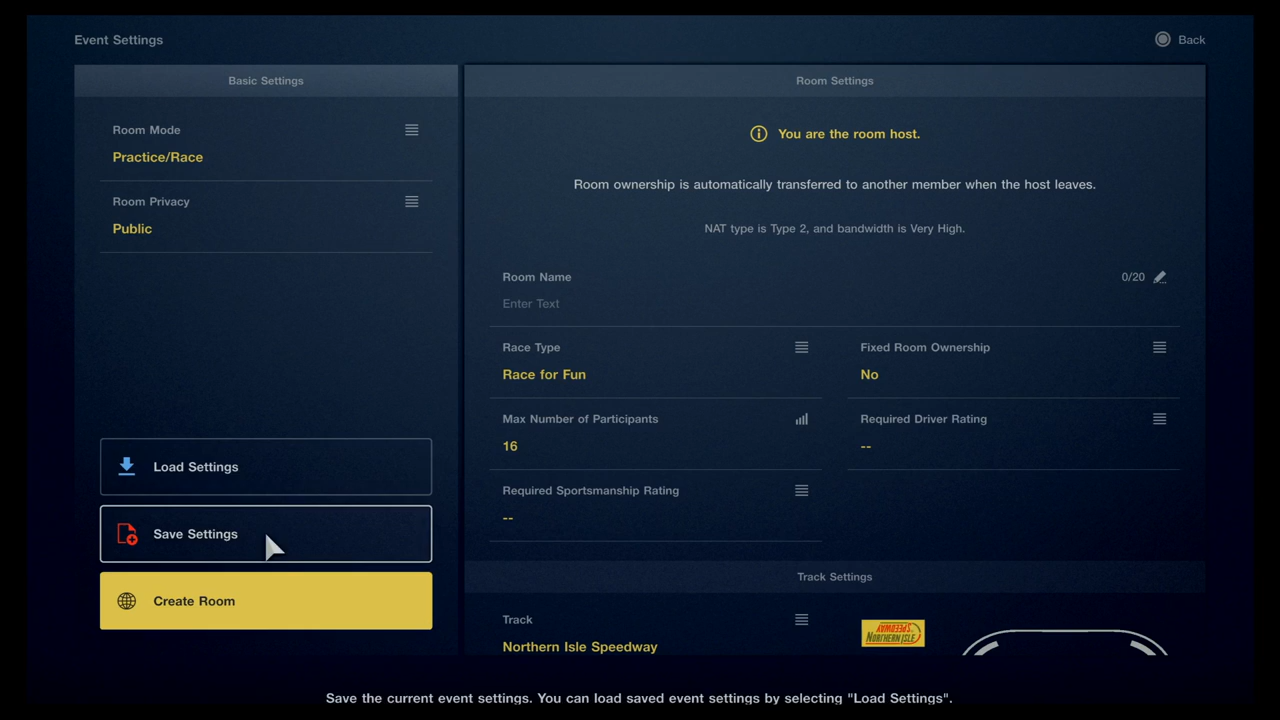 Event Settings
Back
Basic Settings
Room Mode
Practice/Race
Room Privacy
Public
Load Settings
Save Settings
Create Room
Room Settings
You are the room host.
Room ownership is automatically transferred to another member when the host leaves.
NAT type is Type 2, and bandwidth is Very High.
Room Name
0/20
Enter Text
Race Type
Race for Fun
Fixed Room Ownership
No
Max Number of Participants
16
Required Driver Rating
--
Required Sportsmanship Rating
--
Track Settings
Track
Northern Isle Speedway
SPEEDWAY
NORTHERN ISLE
Save the current event settings. You can load saved event settings by selecting "Load Settings".